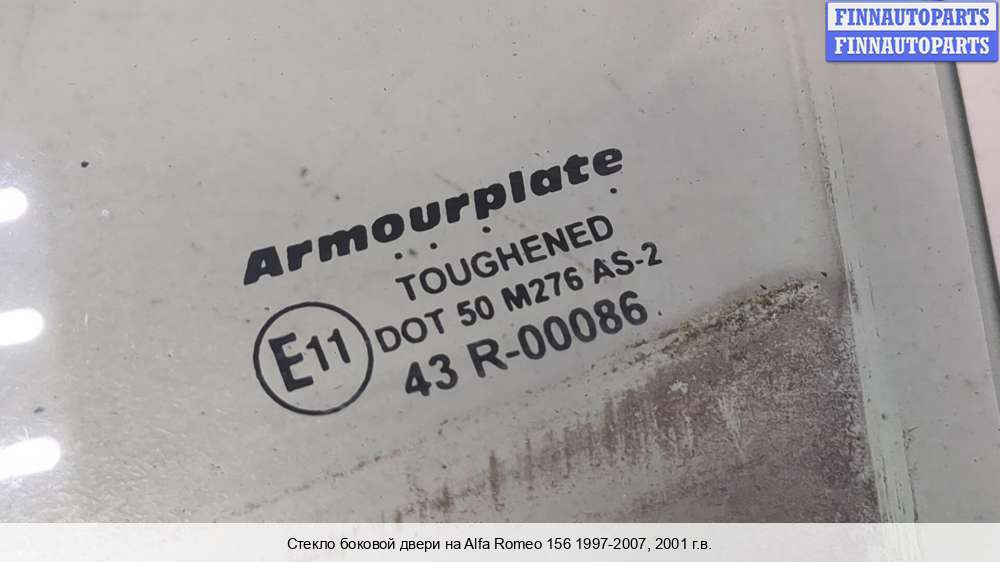 FINNAUTOPARTS
FINNAUTOPARTS
Armourplate
TOUGHENED
E11
DOT 50 M276 AS-2
43 R-00086
Стекло боковой двери на Alfa Romeo 156 1997-2007, 2001 г.в.